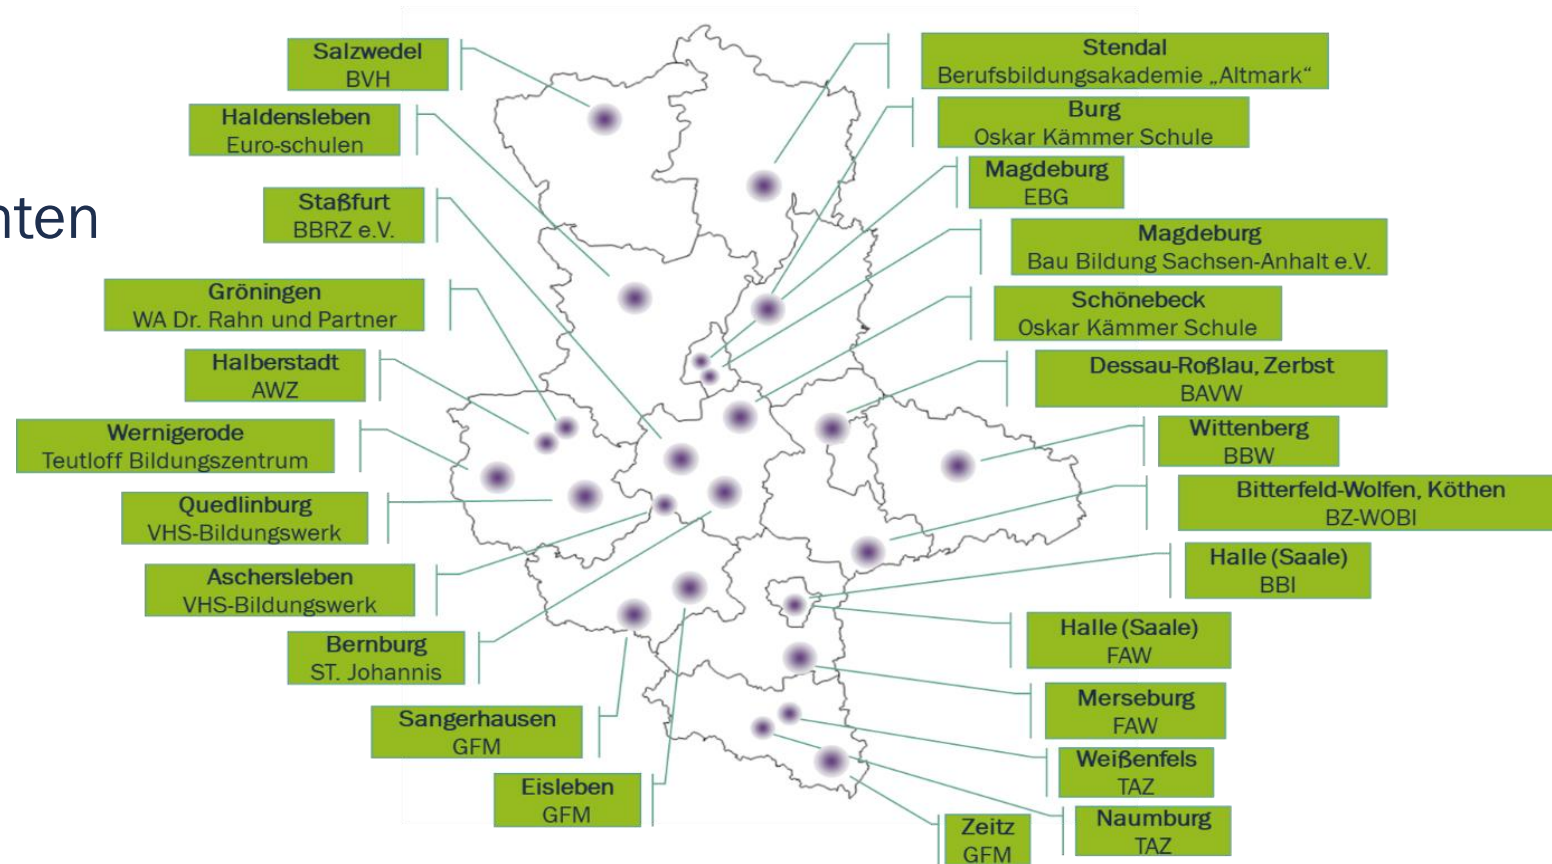 Salzwedel
BVH
Haldensleben
Euro-schulen
nten
Staßfurt
BBRZ e.V.
Gröningen
WA Dr. Rahn und Partner
Halberstadt
AWZ
Wernigerode
Teutloff Bildungszentrum
Quedlinburg
VHS-Bildungswerk
Aschersleben
VHS-Bildungswerk
Bernburg
ST. Johannis
Sangerhausen
GFM
Eisleben
GFM
Stendal
Berufsbildungsakademie „Altmark“
Burg
Oskar Kämmer Schule
Magdeburg
EBG
Magdeburg
Bau Bildung Sachsen-Anhalt e.V.
Schönebeck
Oskar Kämmer Schule
Dessau-Roßlau, Zerbst
BAVW
Wittenberg
BBW
Bitterfeld-Wolfen, Köthen
BZ-WOBI
Halle (Saale)
BBI
Halle (Saale)
FAW
Merseburg
FAW
Weißenfels
TAZ
Naumburg
TAZ
Zeitz
GFM